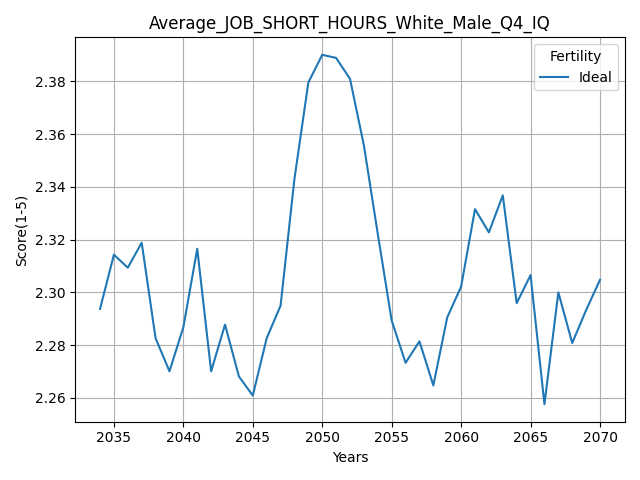 Average_JOB_SHORT_HOURS_White_Male_Q4_IQ
Fertility
Ideal
Score(1-5)
2.38
2.36
2.34
2.32
2.30
2.28
2.26
2035 2040 2045 2050 2055 2060 2065 2070
Years